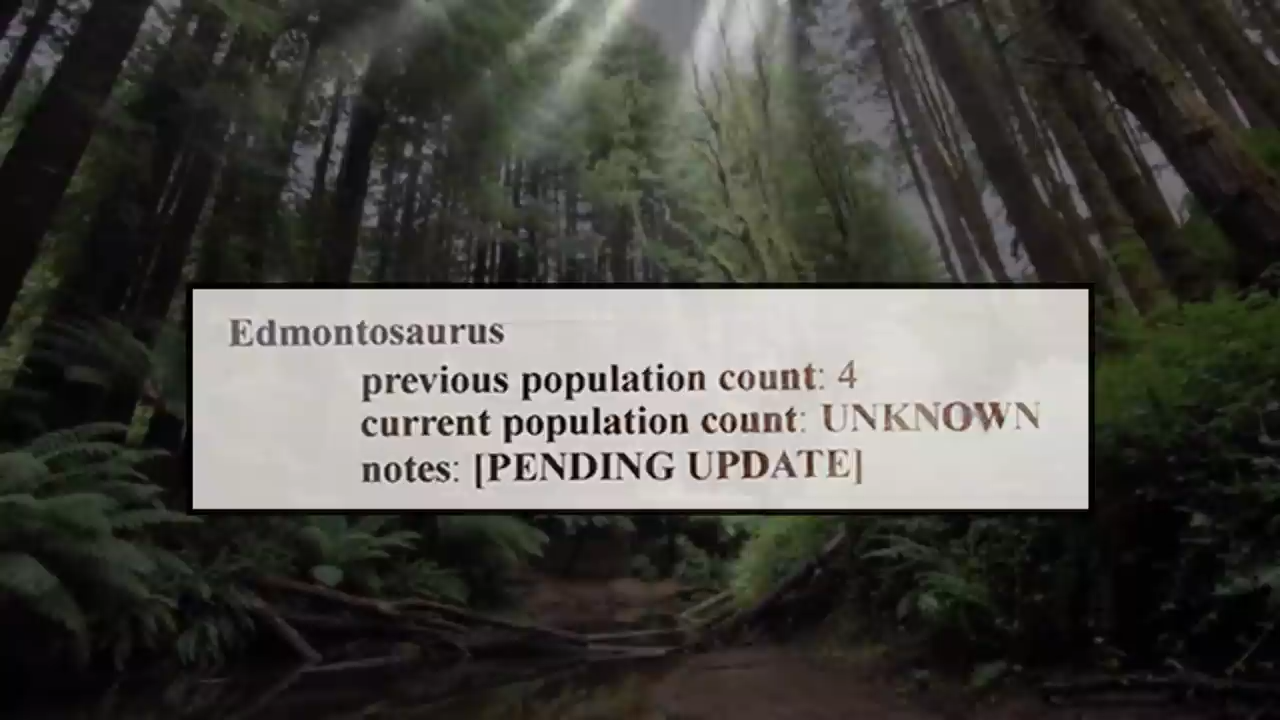 Edmontosaurus
previous population count: 4
current population count: UNKNOWN
notes: [PENDING UPDATE]